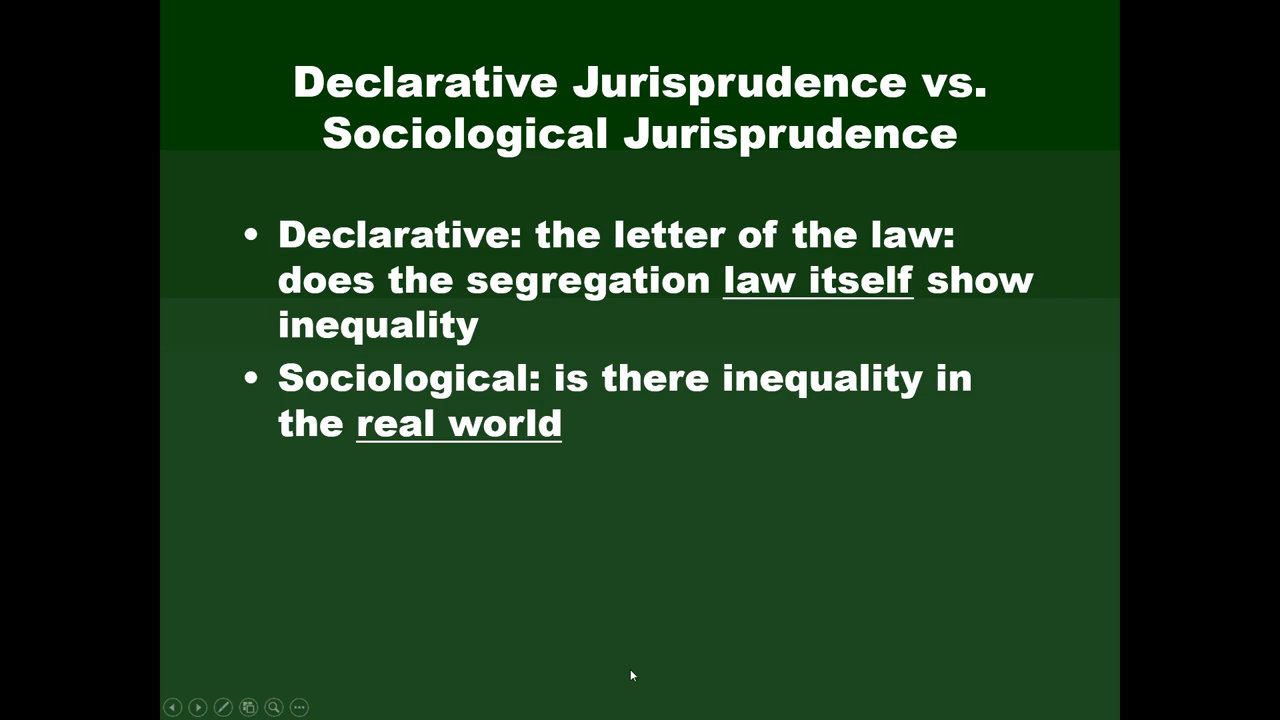 Declarative Jurisprudence vs.
Sociological Jurisprudence
• Declarative: the letter of the law:
does the segregation law itself show
inequality
• Sociological: is there inequality in
the real world